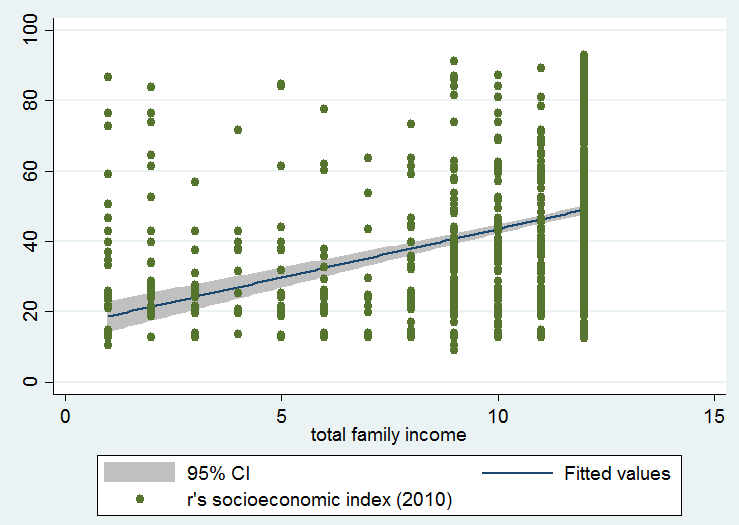 100
80
60
40
20
0
0 5 10 15
total family income
95% CI Fitted values
r's socioeconomic index (2010)